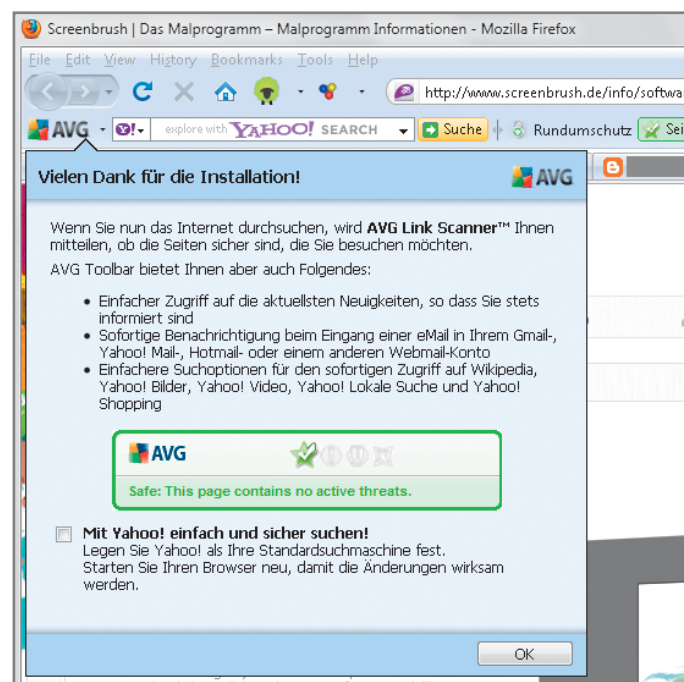 Screenbrush | Das Malprogramm – Malprogramm Informationen - Mozilla Firefox
File Edit View History Bookmarks Tools Help
http://www.screenbrush.de/info/softwa
AVG explore with YAHOO! SEARCH Suche Rundumschutz Sei
Vielen Dank für die Installation! AVG
Wenn Sie nun das Internet durchsuchen, wird AVG Link Scanner™ Ihnen
mitteilen, ob die Seiten sicher sind, die Sie besuchen möchten.
AVG Toolbar bietet Ihnen aber auch Folgendes:
• Einfacher Zugriff auf die aktuellsten Neuigkeiten, so dass Sie stets
informiert sind
• Sofortige Benachrichtigung beim Eingang einer eMail in Ihrem Gmail-,
Yahoo! Mail-, Hotmail- oder einem anderen Webmail-Konto
• Einfachere Suchoptionen für den sofortigen Zugriff auf Wikipedia,
Yahoo! Bilder, Yahoo! Video, Yahoo! Lokale Suche und Yahoo!
Shopping
AVG
Safe: This page contains no active threats.
Mit Yahoo! einfach und sicher suchen!
Legen Sie Yahoo! als Ihre Standardsuchmaschine fest.
Starten Sie Ihren Browser neu, damit die Änderungen wirksam
werden.
OK